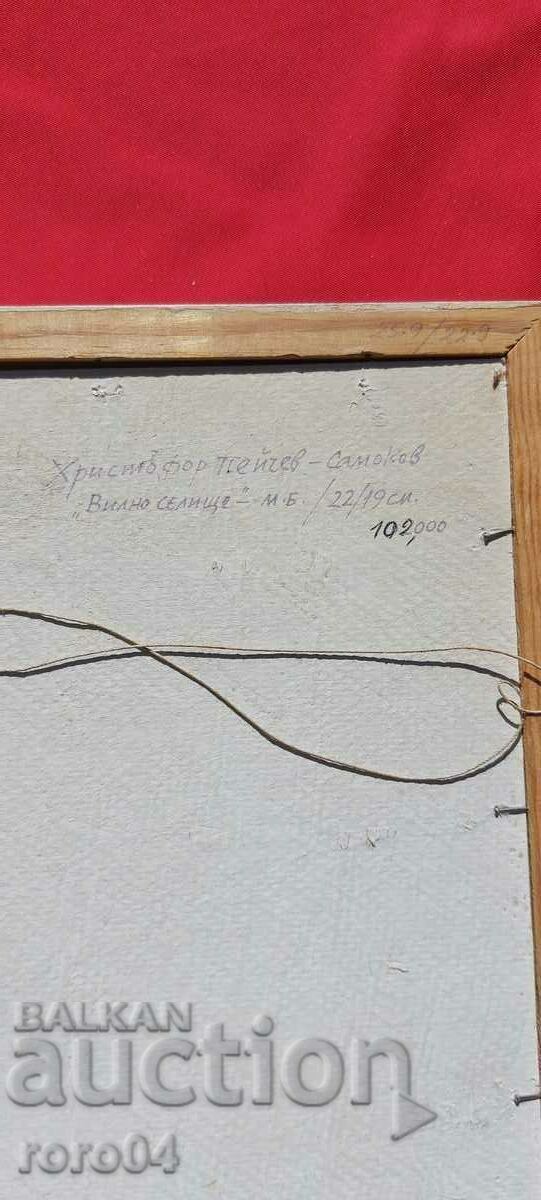 Христофор Пейчев - Самоков
"Вилно селище" - м.б. /22/19 см.
102,000
BALKAN
auction
roro04